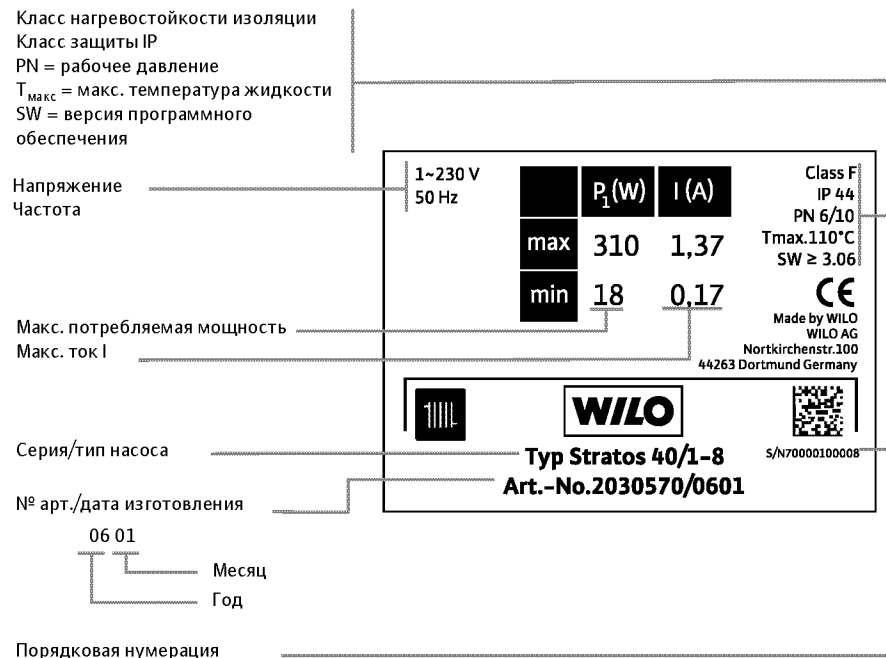 Класс нагревостойкости изоляции
Класс защиты IP
PN = рабочее давление
Tмакс = макс. температура жидкости
SW = версия программного
обеспечения
Напряжение
Частота
1~230 V
50 Hz
P1(W) I (A)
max 310 1,37
min 18 0,17
Class F
IP 44
PN 6/10
Tmax.110°C
SW ≥ 3.06
CE
Made by WILO
WILO AG
Nortkirchenstr.100
44263 Dortmund Germany
Макс. потребляемая мощность
Макс. ток I
WILO
Серия/тип насоса
Typ Stratos 40/1-8
S/N70000100008
Art.-No.2030570/0601
№ арт./дата изготовления
06 01
Месяц
Год
Порядковая нумерация